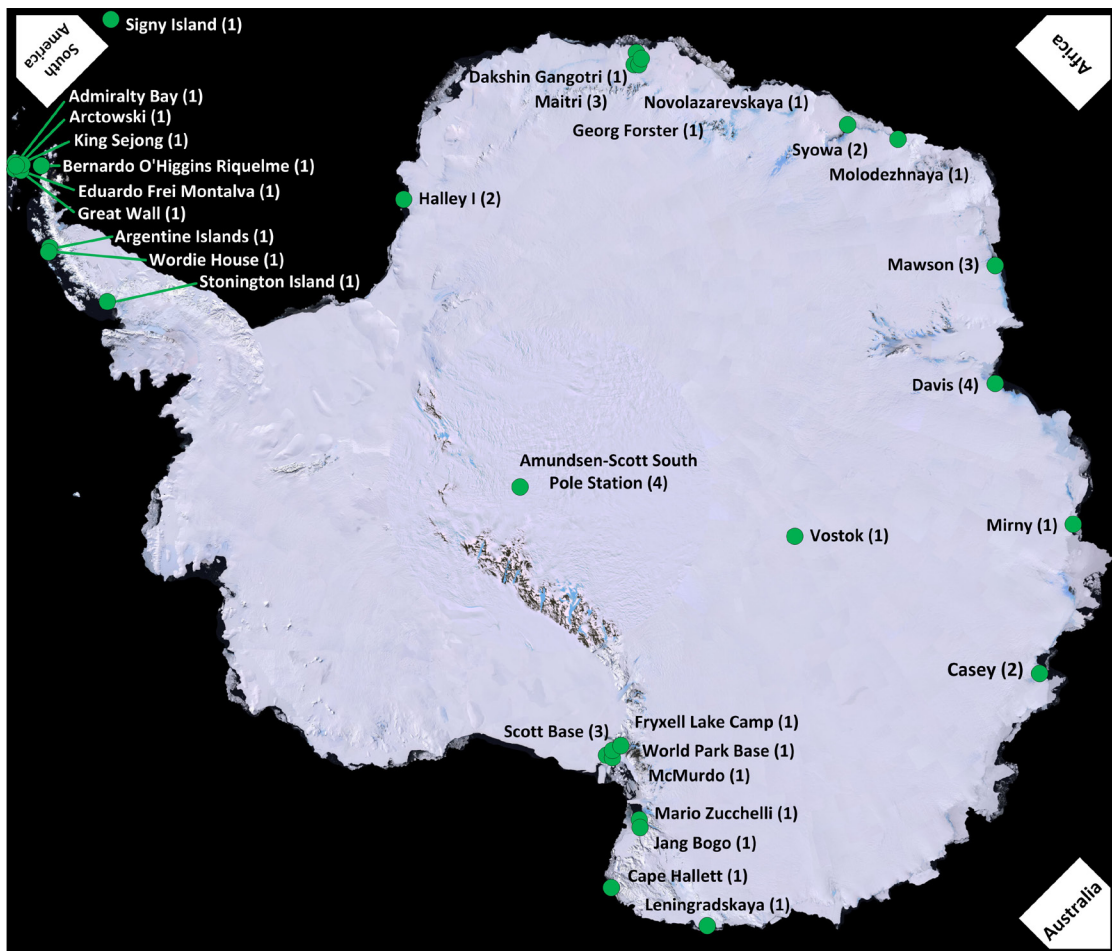 Signy Island (1)
South
America
Africa
Admiralty Bay (1)
Arctowski (1)
King Sejong (1)
Bernardo O'Higgins Riquelme (1)
Eduardo Frei Montalva (1)
Great Wall (1)
Argentine Islands (1)
Wordie House (1)
Stonington Island (1)
Dakshin Gangotri (1)
Maitri (3)
Novolazarevskaya (1)
Georg Forster (1)
Syowa (2)
Molodezhnaya (1)
Halley I (2)
Mawson (3)
Davis (4)
Amundsen-Scott South
Pole Station (4)
Vostok (1)
Mirny (1)
Casey (2)
Scott Base (3)
Fryxell Lake Camp (1)
World Park Base (1)
McMurdo (1)
Mario Zucchelli (1)
Jang Bogo (1)
Cape Hallett (1)
Leningradskaya (1)
Australia